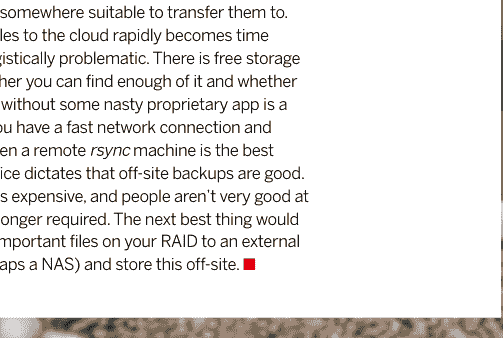 somewhere suitable to transfer them to.
les to the cloud rapidly becomes time
gistically problematic. There is free storage
her you can find enough of it and whether
without some nasty proprietary app is a
ou have a fast network connection and
en a remote rsync machine is the best
ice dictates that off-site backups are good.
s expensive, and people aren't very good at
onger required. The next best thing would
mportant files on your RAID to an external
aps a NAS) and store this off-site.